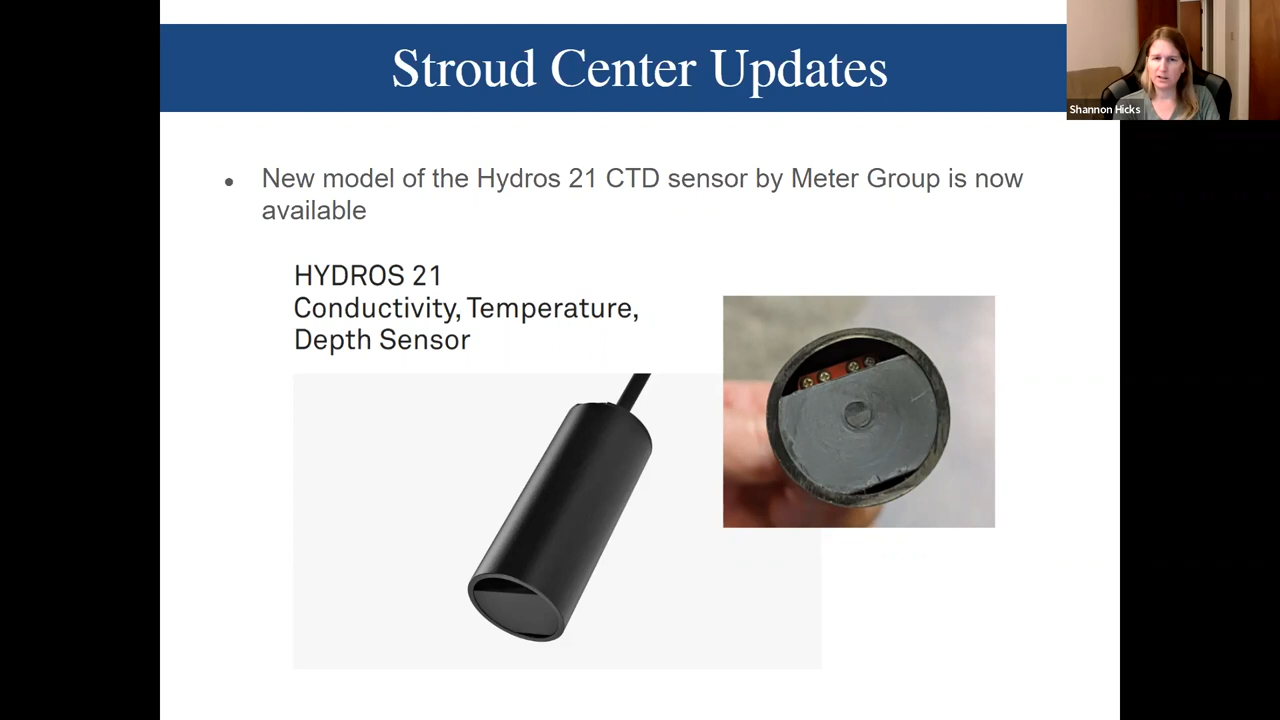 Stroud Center Updates
Shannon Hicks
● New model of the Hydros 21 CTD sensor by Meter Group is now
available
HYDROS 21
Conductivity, Temperature,
Depth Sensor